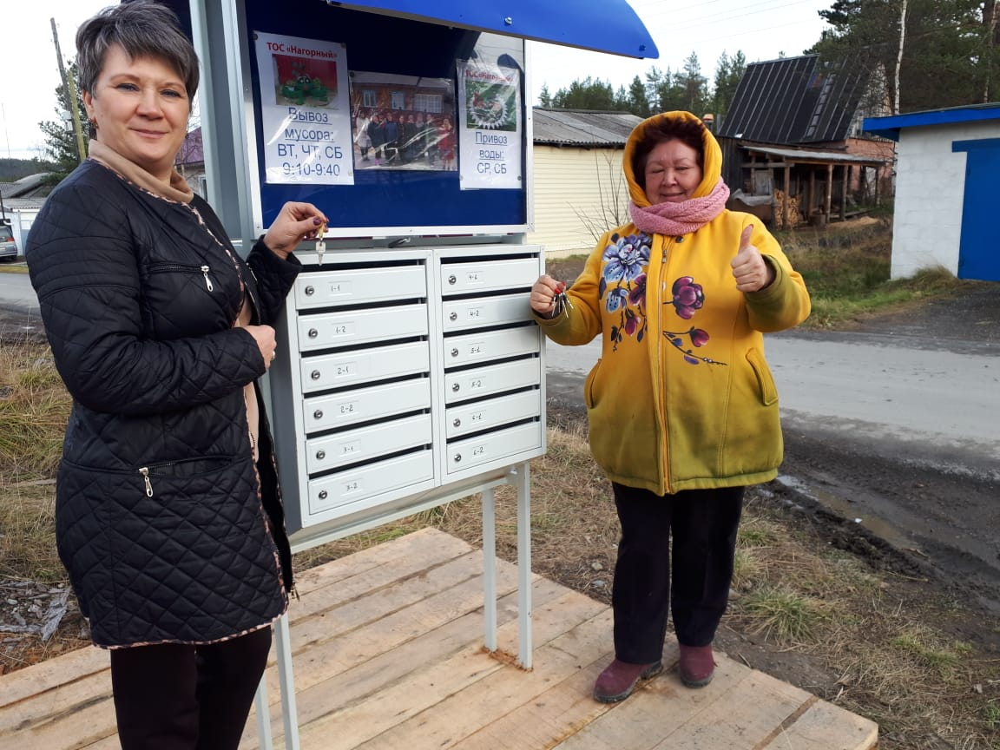 ТОС «Нагорный»
Вывоз
мусора:
ВТ, ЧТ, СБ
9:10-9:40
ТОС «Нагорный»
Привоз
воды:
СР, СБ
1-1
1-2
2-1
2-2
3-1
3-2
4-2
5-1
5-2
6-1
6-2